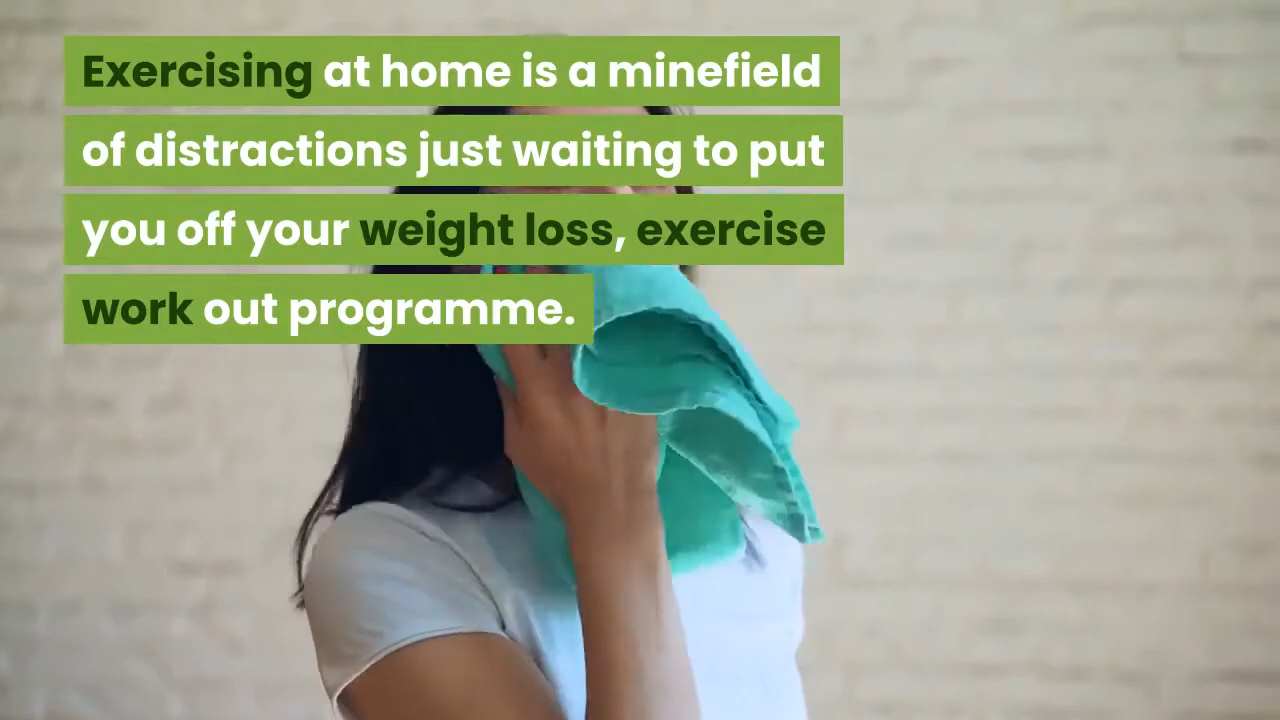 Exercising at home is a minefield
of distractions just waiting to put
you off your weight loss, exercise
work out programme.